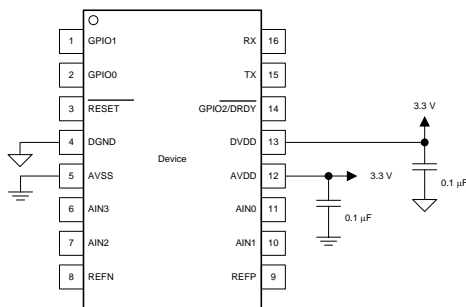 1 GPIO1 RX 16
2 GPIO0 TX 15
3 RESET GPIO2/DRDY 14
3.3 V
4 DGND DVDD 13
Device
5 AVSS AVDD 12 3.3 V
0.1 μF
6 AIN3 AIN0 11
0.1 μF
7 AIN2 AIN1 10
8 REFN REFP 9